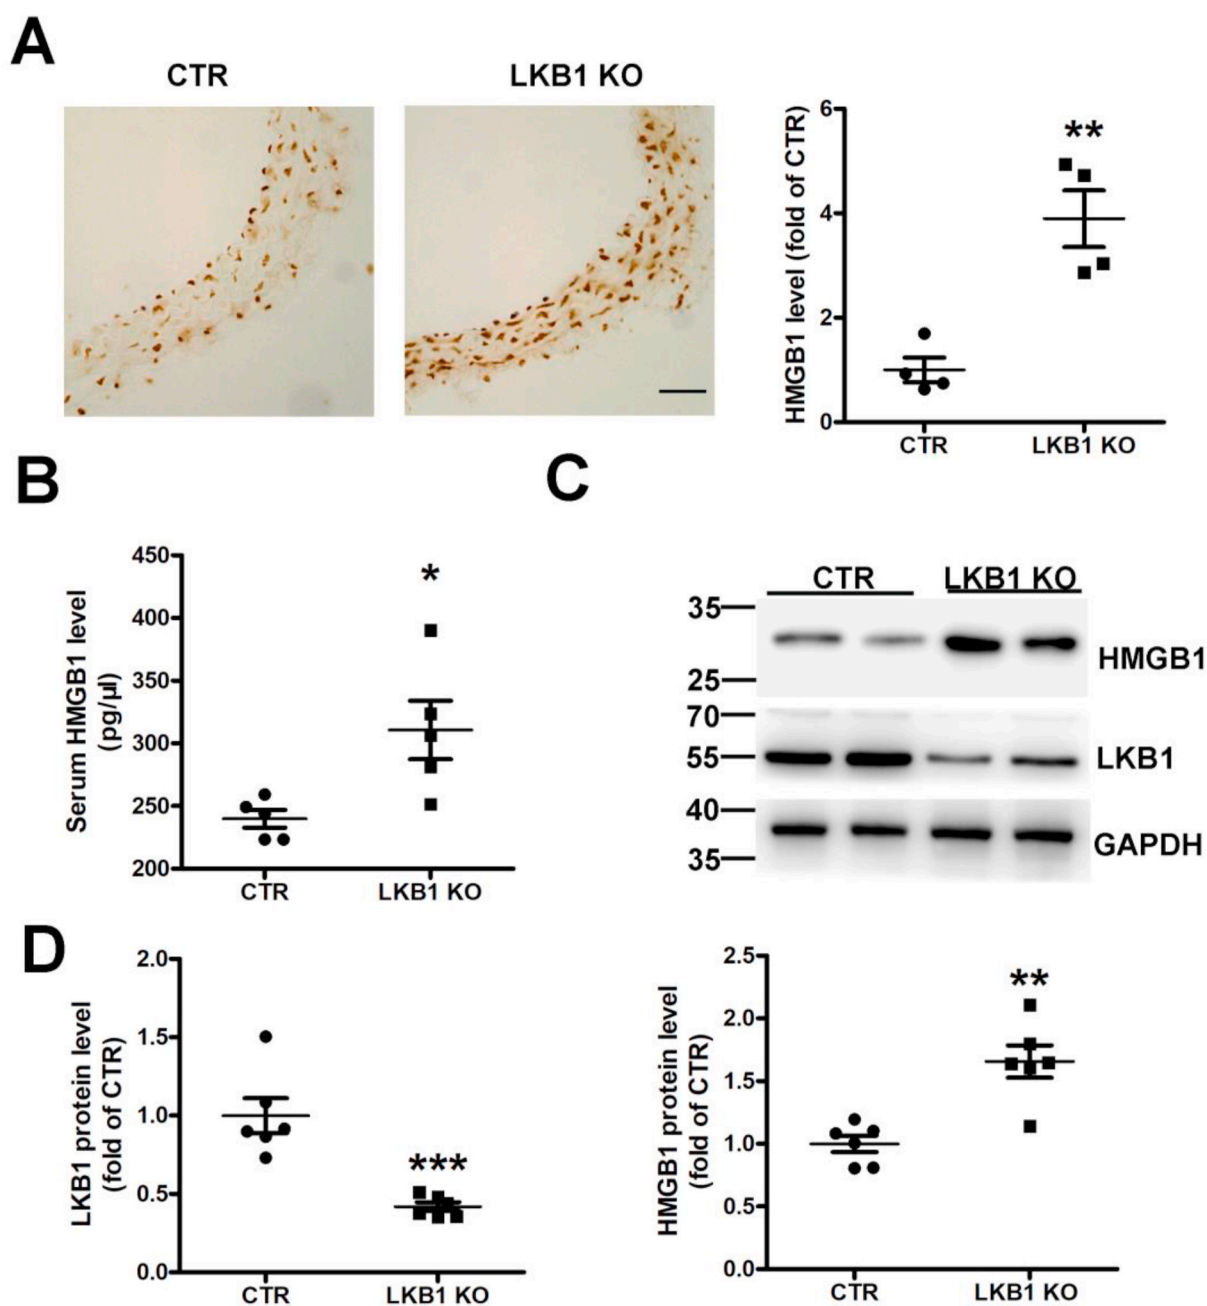 A
CTR
LKB1 KO
HMGB1 level (fold of CTR)
6
4
2
0
**
CTR
LKB1 KO
B
Serum HMGB1 level
(pg/µl)
450
400
350
300
250
200
*
CTR
LKB1 KO
C
CTR
LKB1 KO
35
25
HMGB1
70
55
LKB1
40
35
GAPDH
D
LKB1 protein level
(fold of CTR)
2.0
1.5
1.0
0.5
0.0
***
CTR
LKB1 KO
HMGB1 protein level
(fold of CTR)
2.5
2.0
1.5
1.0
0.5
0.0
**
CTR
LKB1 KO